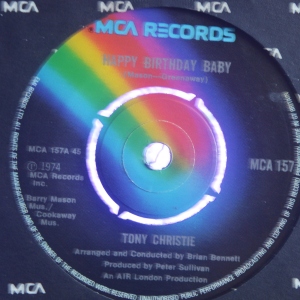 MCA
MCA RECORDS
HAPPY BIRTHDAY BABY
(Mason-Greenaway)
MCA 157A-45
℗ 1974
MCA Records
Inc.
MCA 157
Barry Mason
Mus./
Cookaway
Mus.
TONY CHRISTIE
Arranged and Conducted by Brian Bennett
Produced by Peter Sullivan
An AIR London Production
MCA
MCA